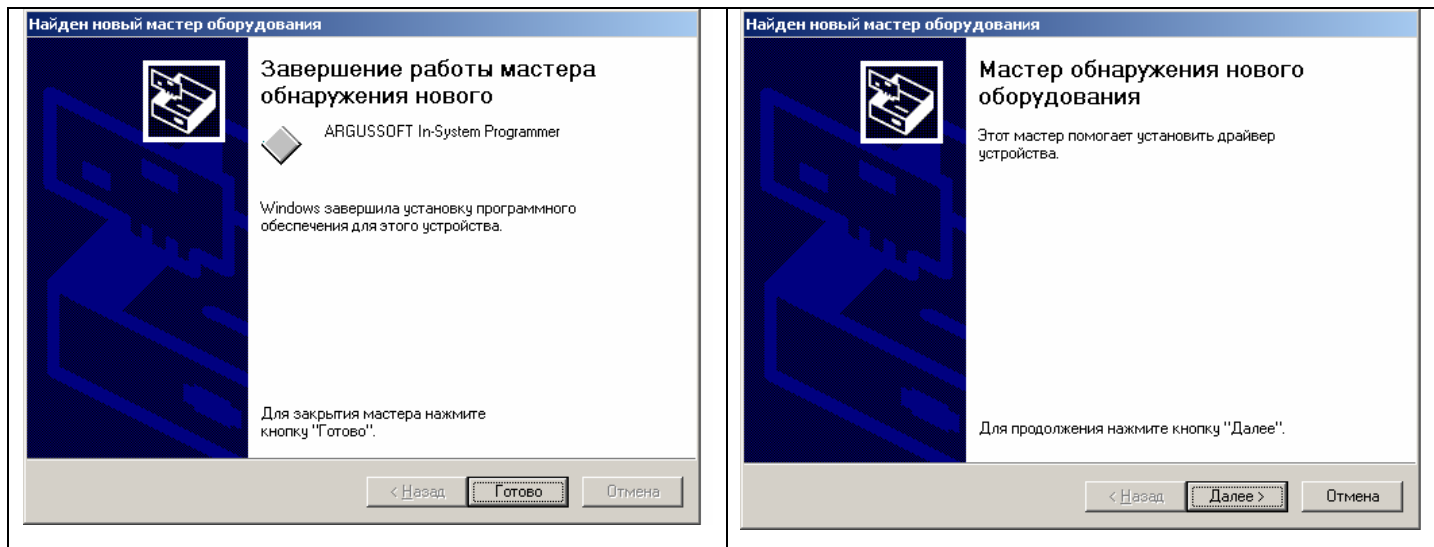 Найден новый мастер оборудования
Завершение работы мастера
обнаружения нового
ARGUSSOFT In-System Programmer
Windows завершила установку программного
обеспечения для этого устройства.
Для закрытия мастера нажмите
кнопку "Готово".
< Назад
Готово
Отмена
Найден новый мастер оборудования
Мастер обнаружения нового
оборудования
Этот мастер помогает установить драйвер
устройства.
Для продолжения нажмите кнопку "Далее".
< Назад
Далее >
Отмена